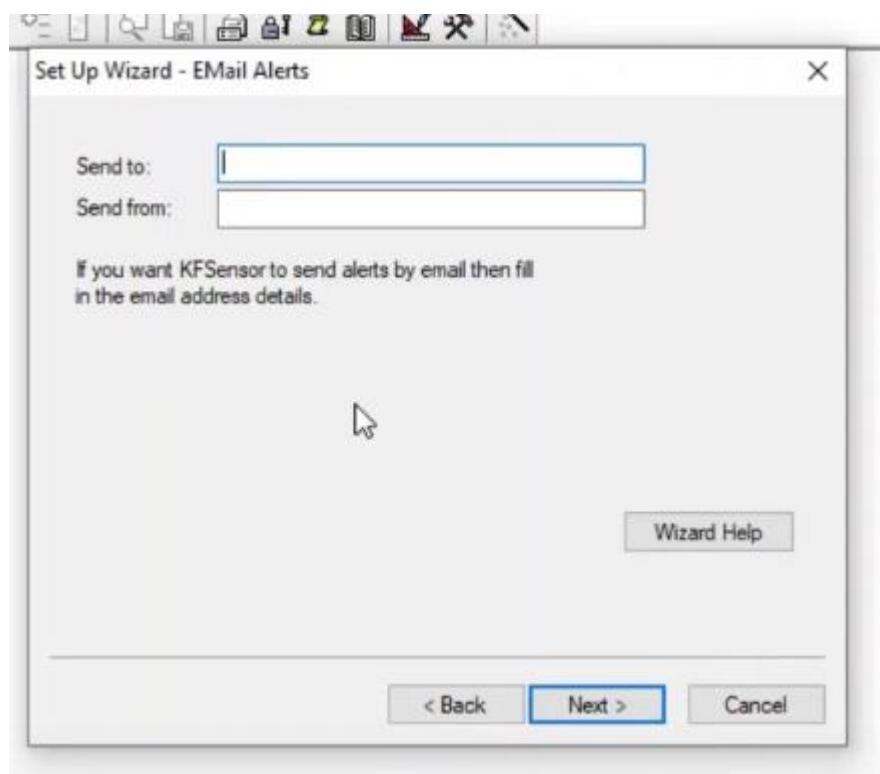 Set Up Wizard - EMail Alerts
Send to:
Send from:
If you want KFSensor to send alerts by email then fill
in the email address details.
Wizard Help
< Back
Next >
Cancel